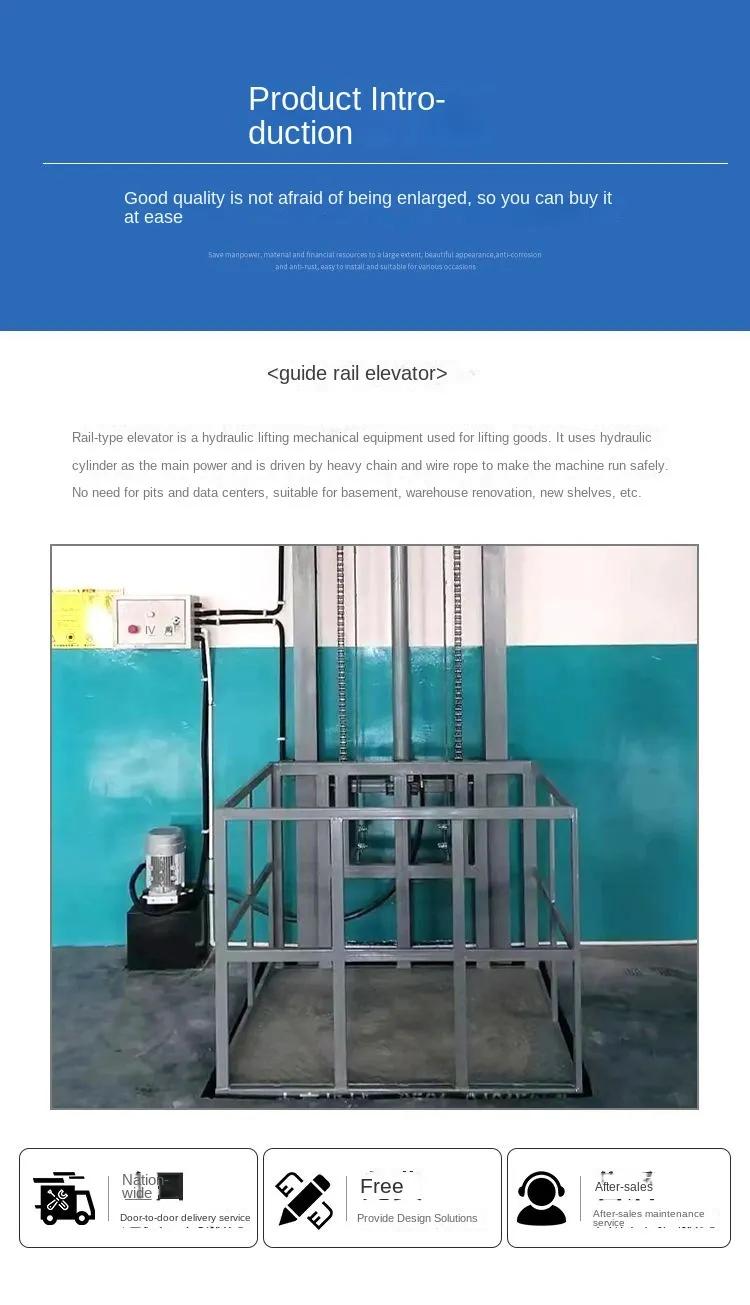 Product Intro-
duction
Good quality is not afraid of being enlarged, so you can buy it
at ease
Save manpower, material and financial resources to a large extent, beautiful appearance,anti-corrosion
and anti-rust, easy to install and suitable for various occasions
<guide rail elevator>
Rail-type elevator is a hydraulic lifting mechanical equipment used for lifting goods. It uses hydraulic
cylinder as the main power and is driven by heavy chain and wire rope to make the machine run safely.
No need for pits and data centers, suitable for basement, warehouse renovation, new shelves, etc.
IV
Nation-
wide
Door-to-door delivery service
Free
Provide Design Solutions
After-sales
After-sales maintenance
service